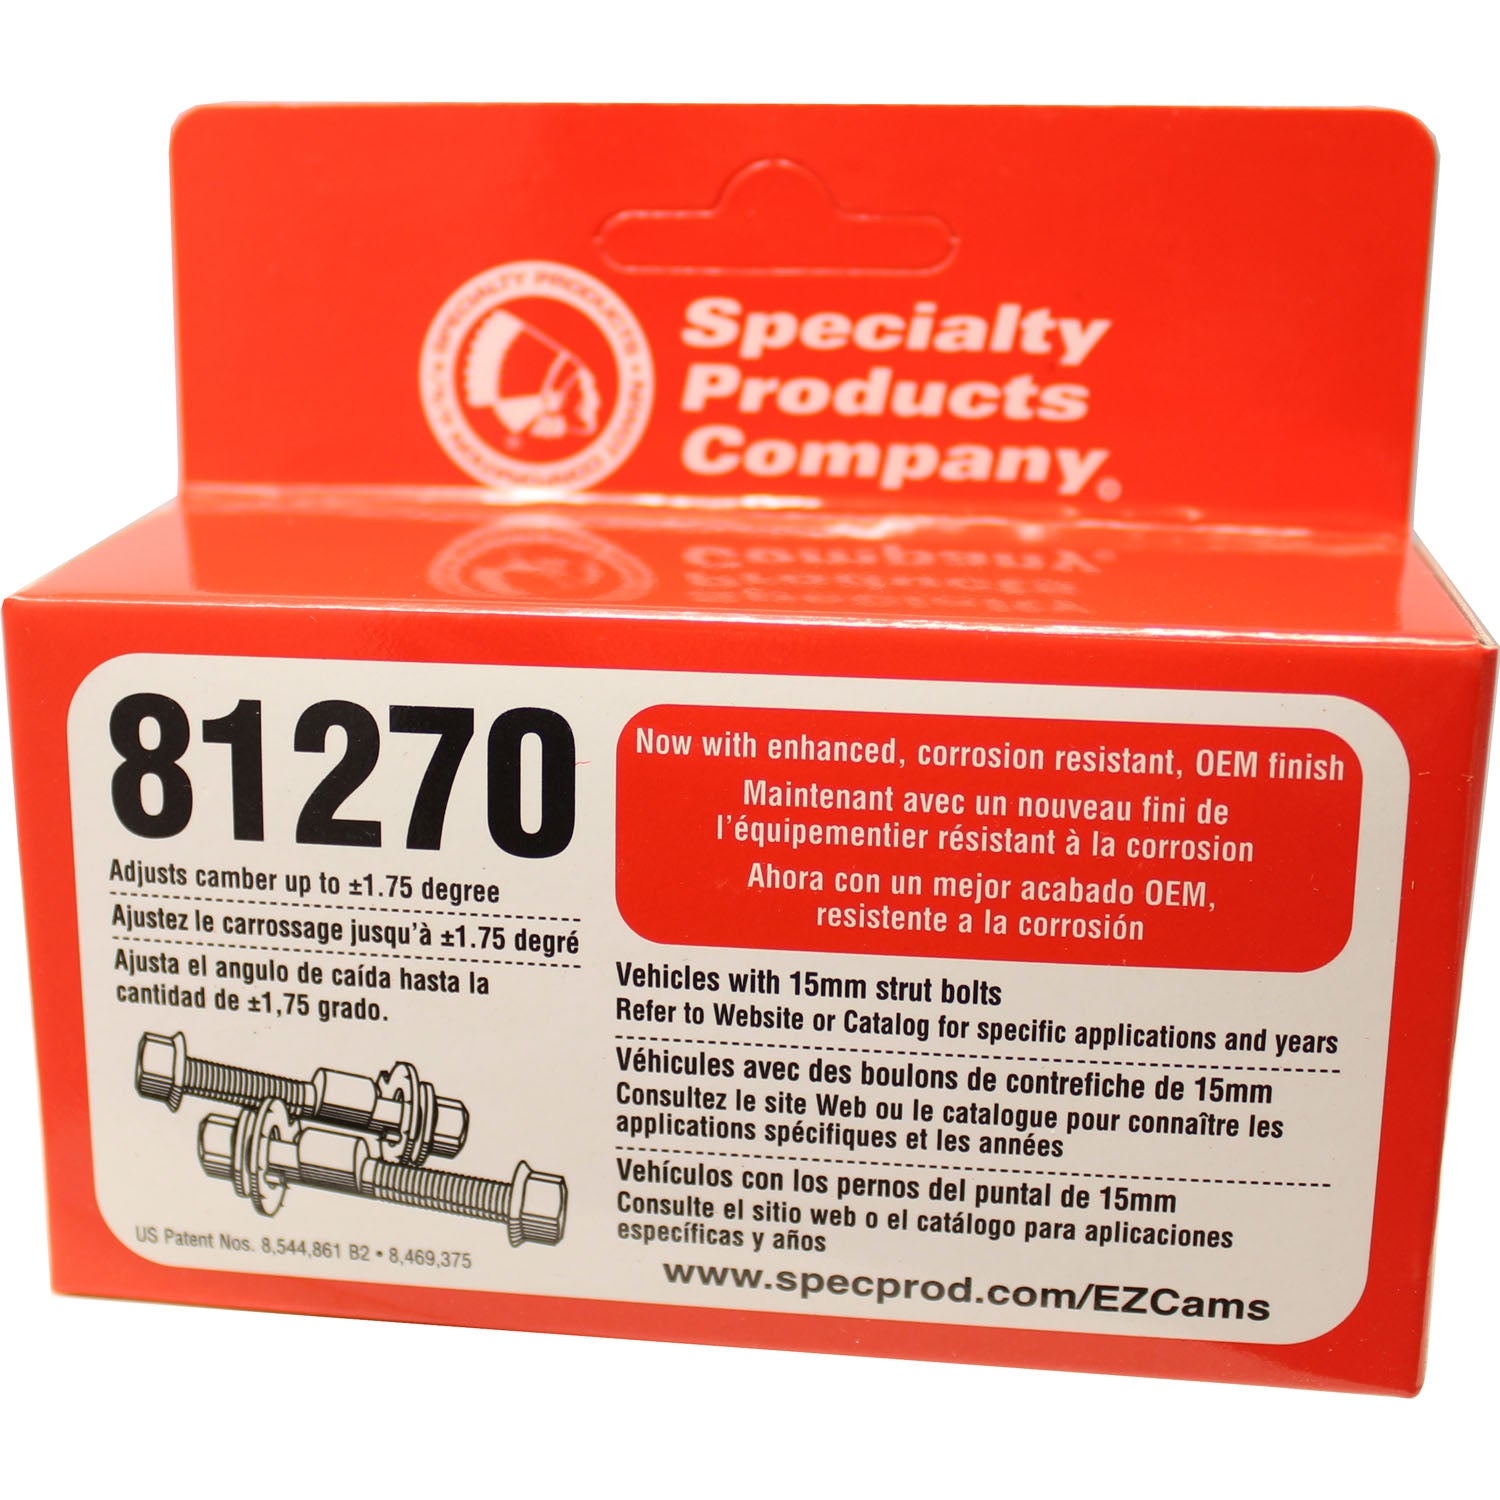 SPECIALTY PRODUCTS
Specialty
Products
Company®
81270
Adjusts camber up to ±1.75 degree
Ajustez le carrossage jusqu'à ±1.75 degré
Ajusta el angulo de caída hasta la
cantidad de ±1,75 grado.
US Patent Nos. 8,544,861 B2 • 8,469,375
Now with enhanced, corrosion resistant, OEM finish
Maintenant avec un nouveau fini de
l'équipementier résistant à la corrosion
Ahora con un mejor acabado OEM,
resistente a la corrosión
Vehicles with 15mm strut bolts
Refer to Website or Catalog for specific applications and years
Véhicules avec des boulons de contrefiche de 15mm
Consultez le site Web ou le catalogue pour connaître les
applications spécifiques et les années
Vehículos con los pernos del puntal de 15mm
Consulte el sitio web o el catálogo para aplicaciones
específicas y años
www.specprod.com/EZCams